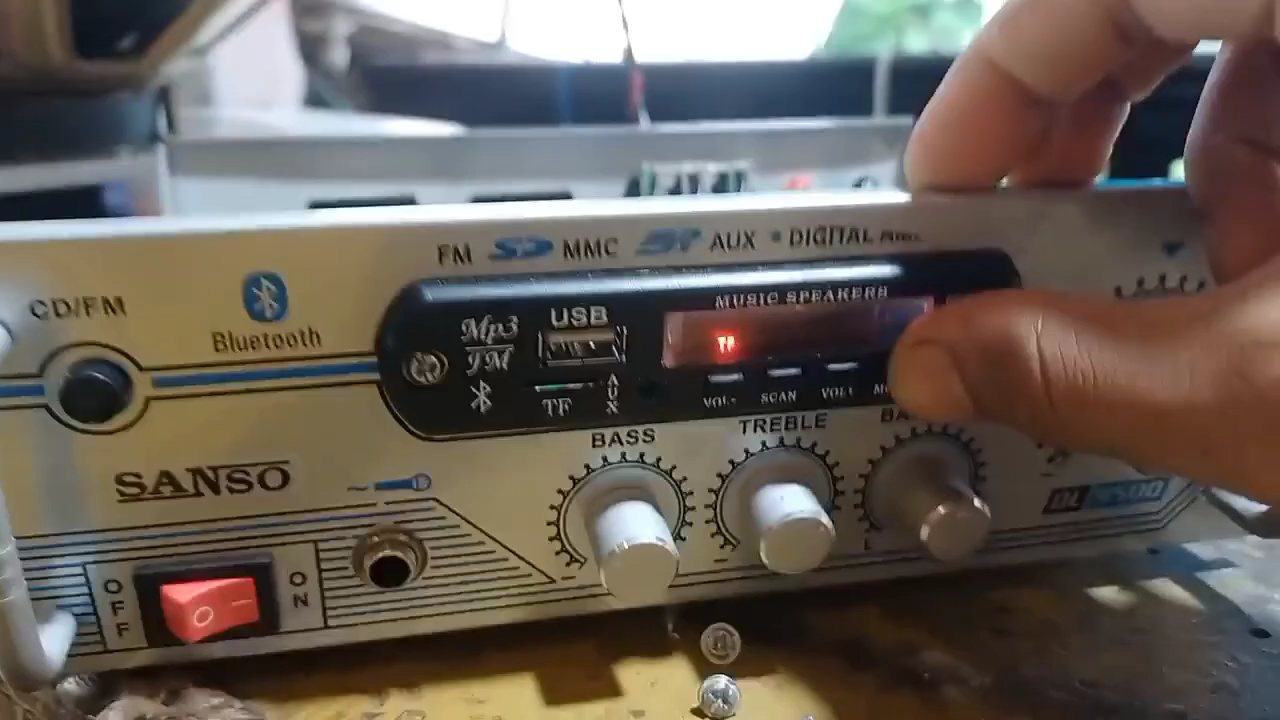 FM SD MMC AUX • DIGITAL
MUSIC SPEAKERS
CD/FM
Bluetooth
Mp3
FM
USB
TF
AUX
VOL-
SCAN
VOL+
SANSO
BASS
TREBLE
OFF
ON